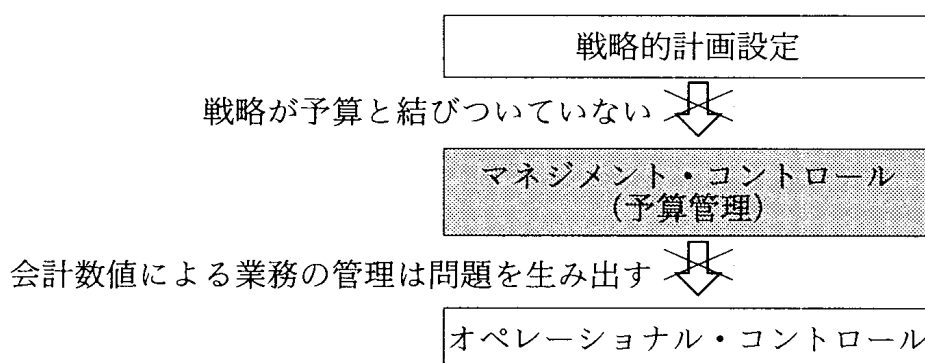 戦略的計画設定
戦略が予算と結びついていない
マネジメント・コントロール
(予算管理)
会計数値による業務の管理は問題を生み出す
オペレーショナル・コントロール